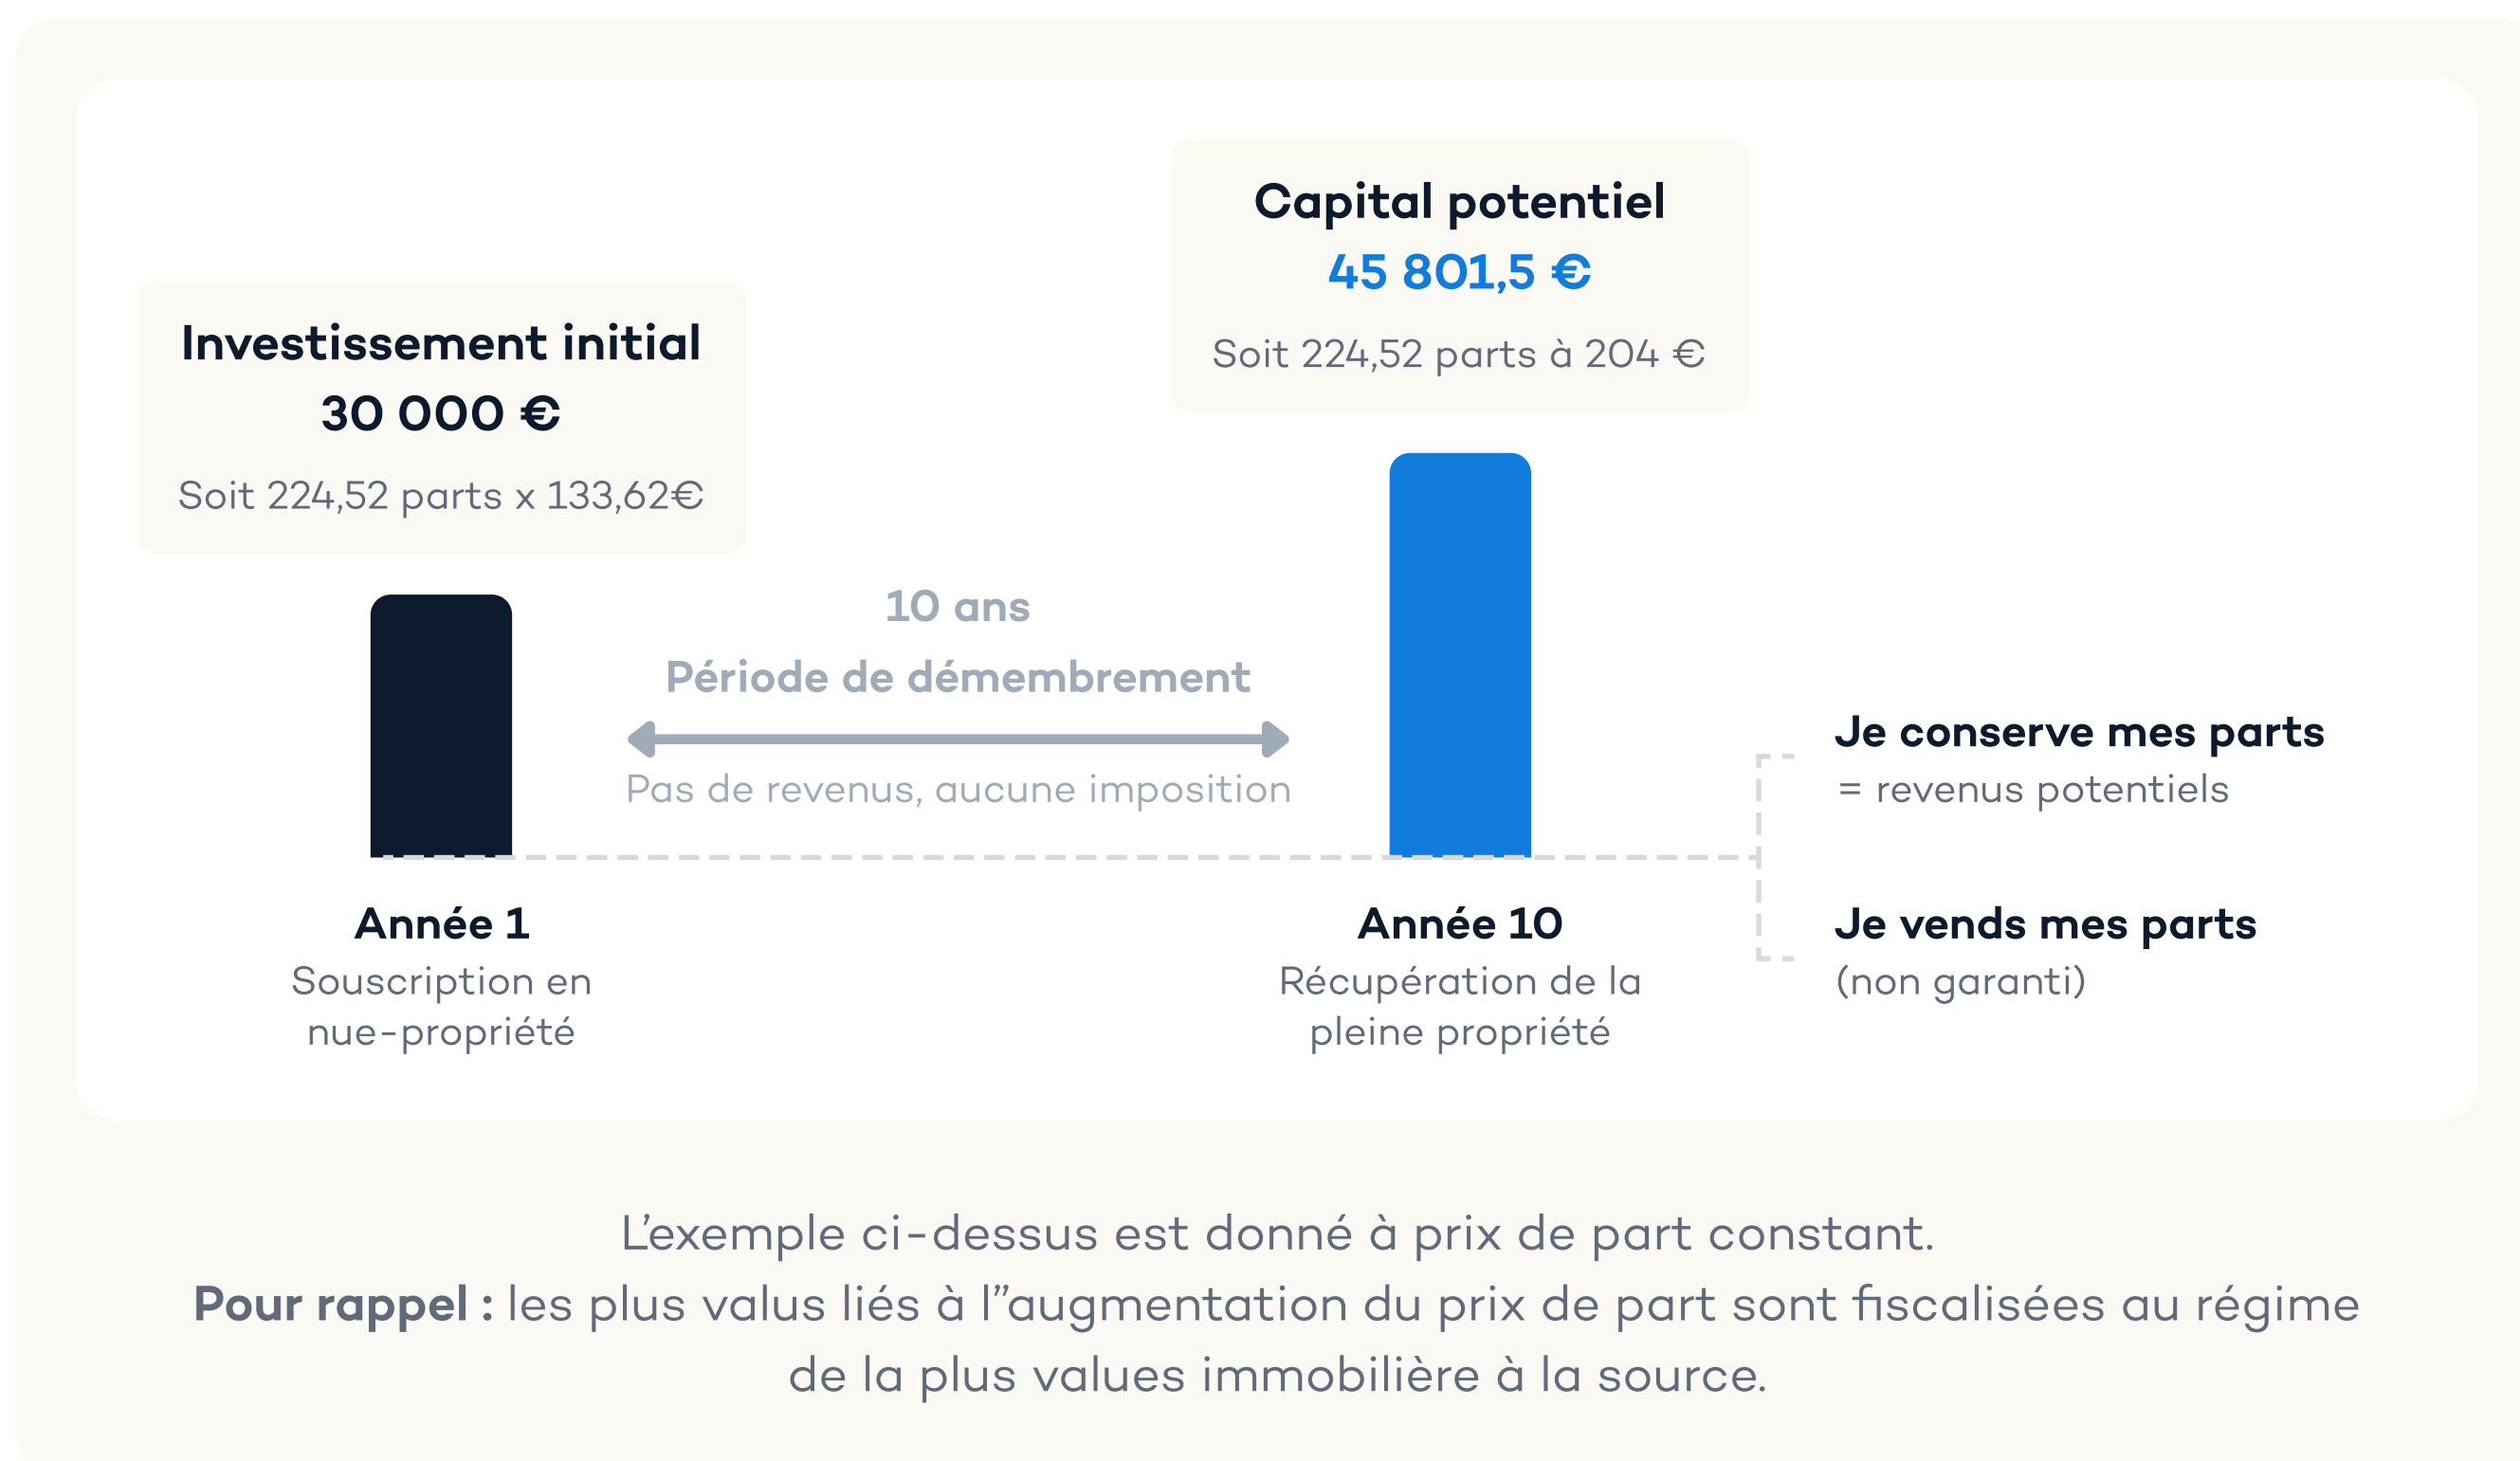 Investissement initial
30 000 €
Soit 224,52 parts x 133,62€
Capital potentiel
45 801,5 €
Soit 224,52 parts à 204 €
10 ans
Période de démembrement
Pas de revenus, aucune imposition
Année 1
Souscription en
nue-propriété
Année 10
Récupération de la
pleine propriété
Je conserve mes parts
= revenus potentiels
Je vends mes parts
(non garanti)
L’exemple ci-dessus est donné à prix de part constant.
Pour rappel : les plus valus liés à l’’augmentation du prix de part sont fiscalisées au régime
de la plus values immobilière à la source.